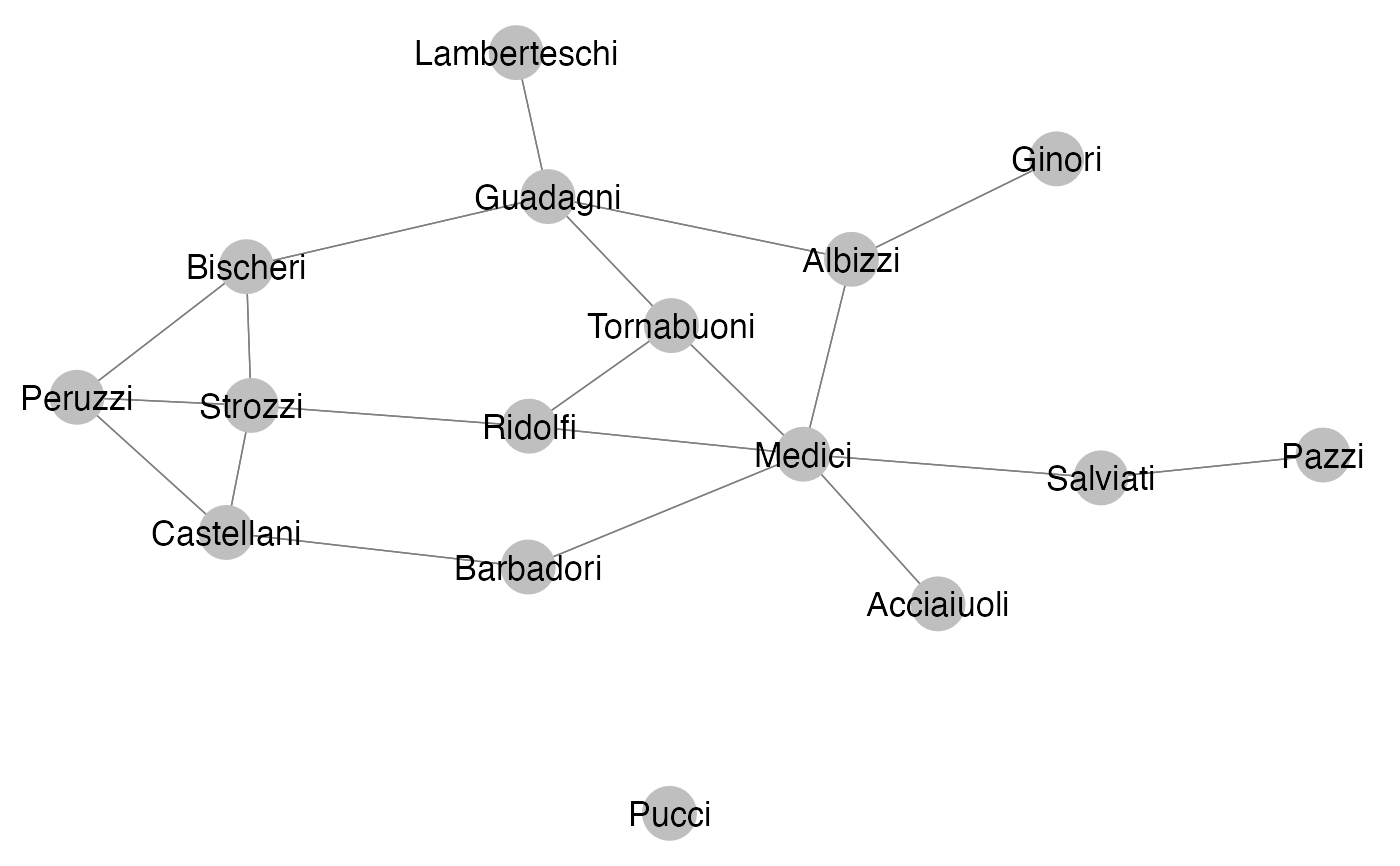 Lamberteschi
Ginori
Guadagni
Albizzi
Bischeri
Tornabuoni
Peruzzi
Strozzi
Ridolfi
Medici
Pazzi
Salviati
Castellani
Barbadori
Acciaiuoli
Pucci